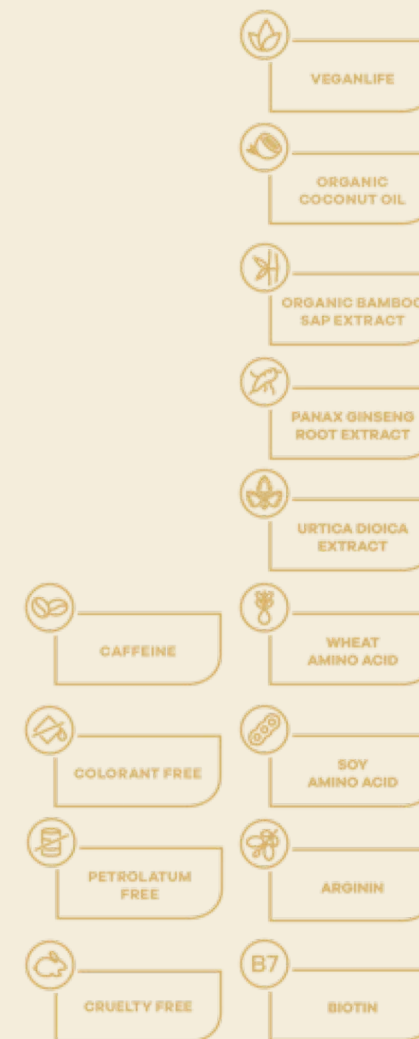 VEGANLIFE
ORGANIC
COCONUT OIL
ORGANIC BAMBOO
SAP EXTRACT
PANAX GINSENG
ROOT EXTRACT
URTICA DIOICA
EXTRACT
CAFFEINE
WHEAT
AMINO ACID
COLORANT FREE
SOY
AMINO ACID
PETROLATUM
FREE
ARGININ
CRUELTY FREE
B7
BIOTIN